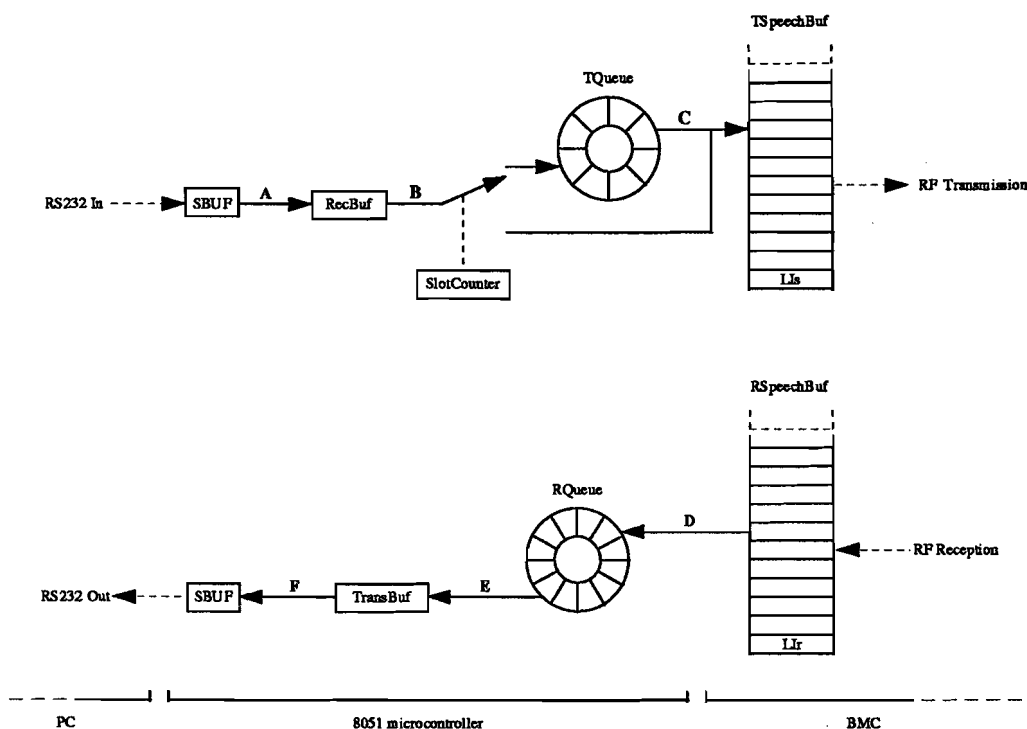 TSpeechBuf
TQueue
C
A
B
RS232 In
SBUF
RecBuf
RF Transmission
SlotCounter
LIs
RSpeechBuf
RQueue
D
RF Reception
RS232 Out
SBUF
F
TransBuf
E
LIr
PC
8051 microcontroller
BMC